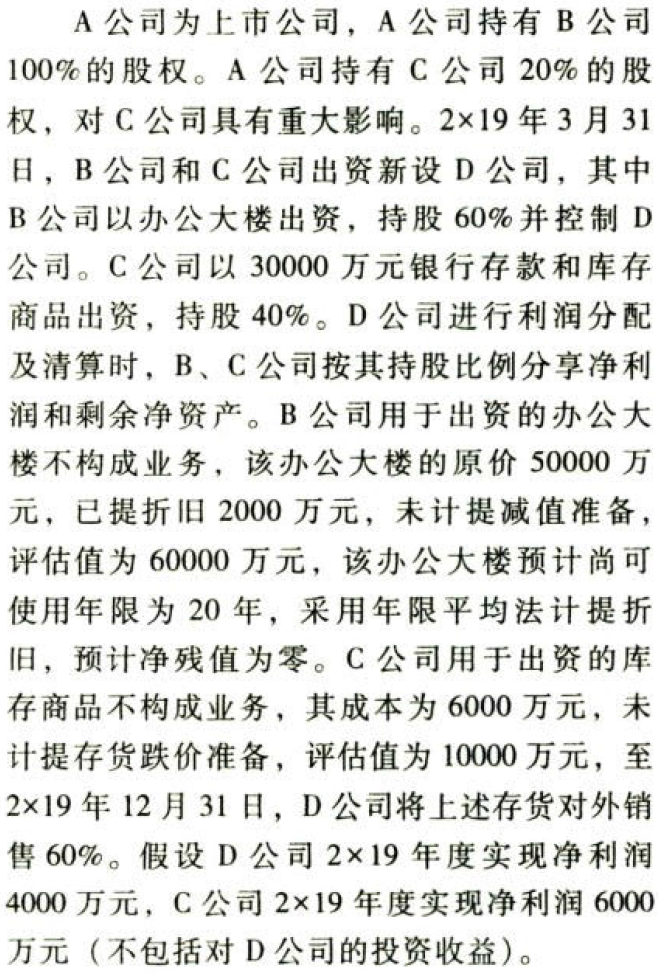 A 公司为上市公司，A 公司持有 B 公司
100%的股权。A 公司持有 C 公司 20%的股
权，对 C 公司具有重大影响。2×19 年 3 月 31
日，B 公司和 C 公司出资新设 D 公司，其中
B 公司以办公大楼出资，持股 60%并控制 D
公司。C 公司以 30000 万元银行存款和库存
商品出资，持股 40%。D 公司进行利润分配
及清算时，B、C 公司按其持股比例分享净利
润和剩余净资产。B 公司用于出资的办公大
楼不构成业务，该办公大楼的原价 50000 万
元，已提折旧 2000 万元，未计提减值准备，
评估值为 60000 万元，该办公大楼预计尚可
使用年限为 20 年，采用年限平均法计提折
旧，预计净残值为零。C 公司用于出资的库
存商品不构成业务，其成本为 6000 万元，未
计提存货跌价准备，评估值为 10000 万元，至
2×19 年 12 月 31 日，D 公司将上述存货对外销
售 60%。假设 D 公司 2×19 年度实现净利润
4000 万元，C 公司 2×19 年度实现净利润 6000
万元（不包括对 D 公司的投资收益）。